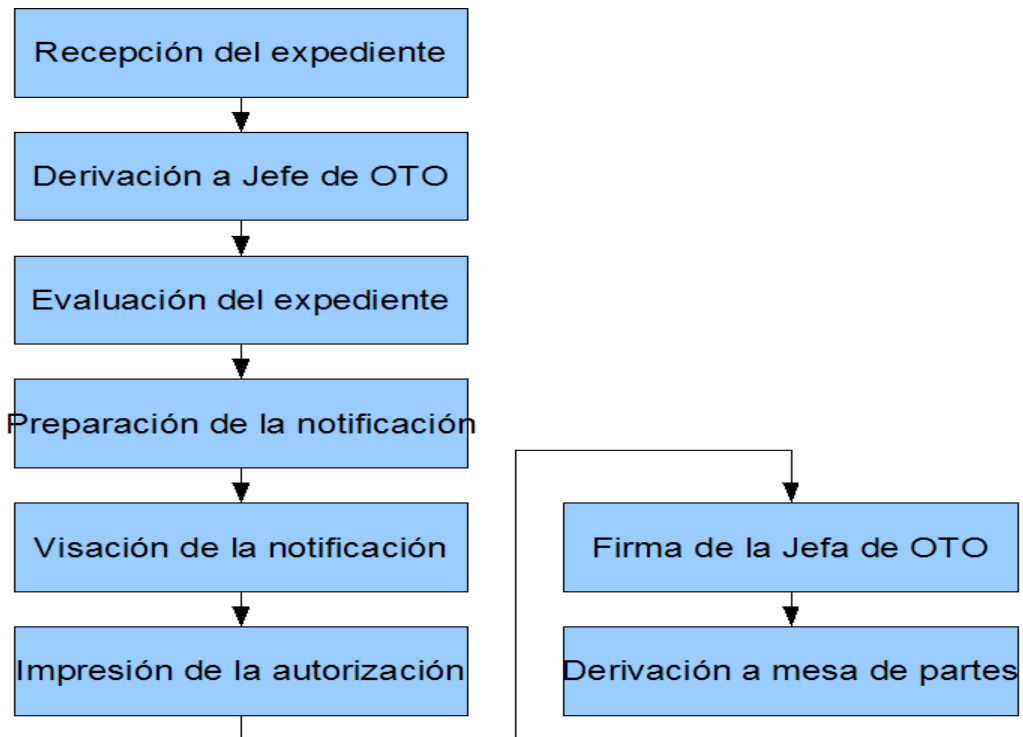 Recepción del expediente
Derivación a Jefe de OTO
Evaluación del expediente
Preparación de la notificación
Visación de la notificación
Impresión de la autorización
Firma de la Jefa de OTO
Derivación a mesa de partes